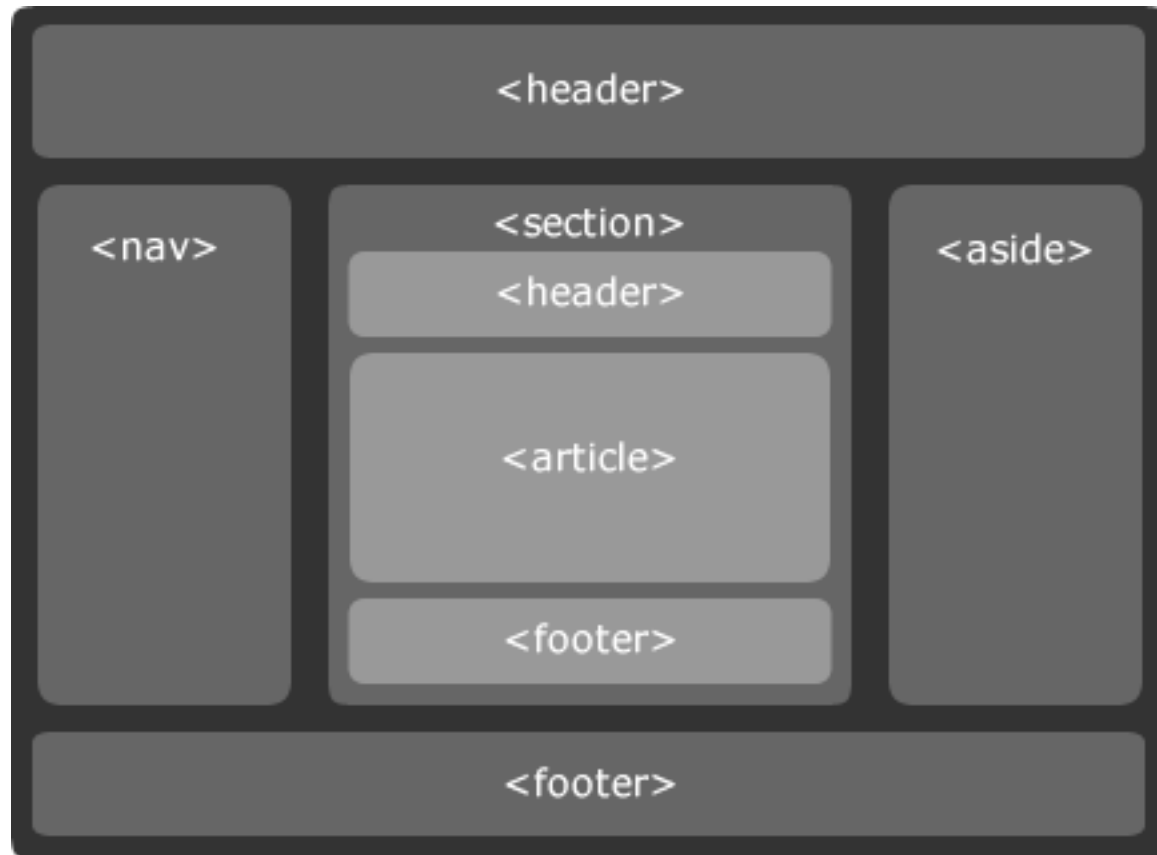 <header>
<nav>
<section>
<header>
<article>
<footer>
<aside>
<footer>